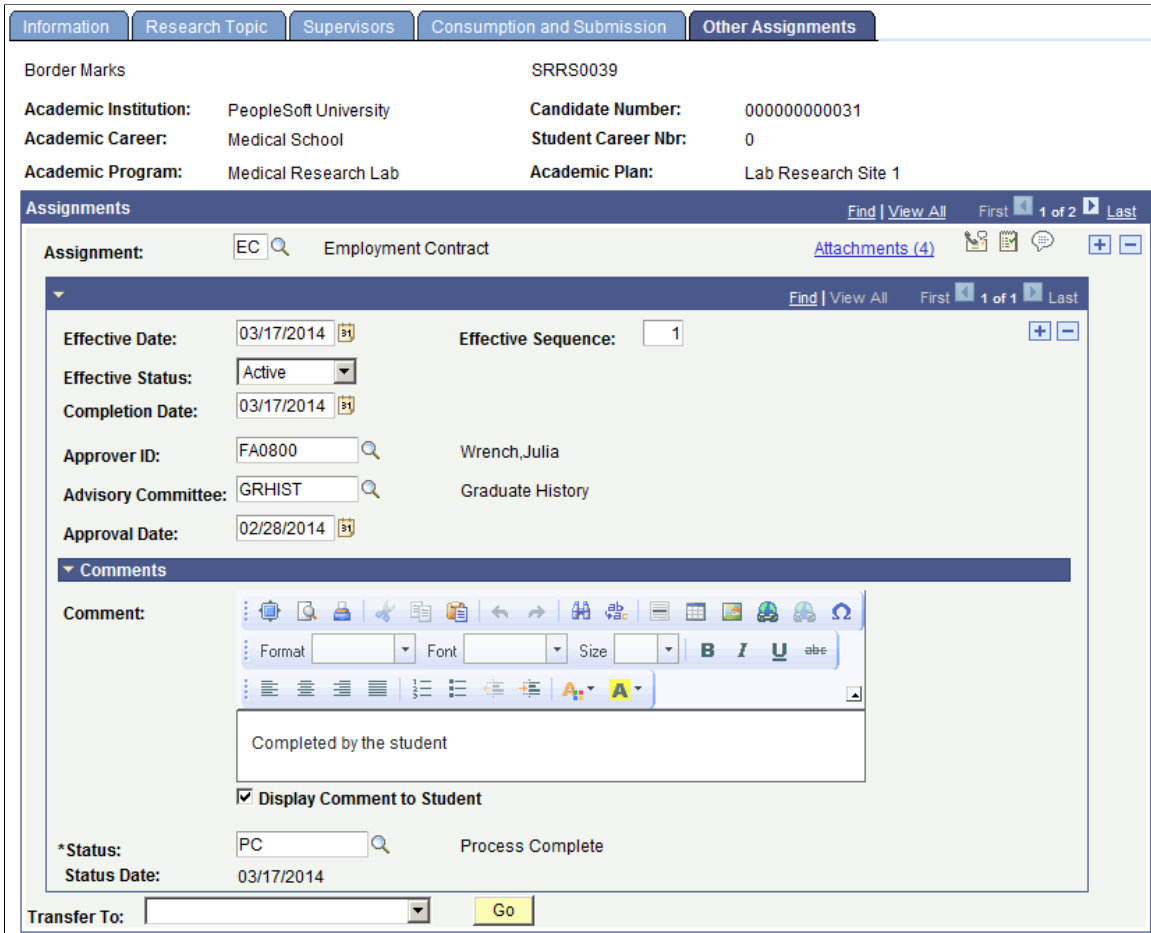 Information Research Topic Supervisors Consumption and Submission Other Assignments
Border Marks SRRS0039
Academic Institution: PeopleSoft University Candidate Number: 000000000031
Academic Career: Medical School Student Career Nbr: 0
Academic Program: Medical Research Lab Academic Plan: Lab Research Site 1
Assignments Find | View All First 1 of 2 Last
Assignment: EC Employment Contract Attachments (4)
Find | View All First 1 of 1 Last
Effective Date: 03/17/2014 31 Effective Sequence: 1
Effective Status: Active
Completion Date: 03/17/2014 31
Approver ID: FA0800 Wrench,Julia
Advisory Committee: GRHIST Graduate History
Approval Date: 02/28/2014 31
Comments
Comment:
Format Font Size B I U abc
A A
Completed by the student
Display Comment to Student
*Status: PC Process Complete
Status Date: 03/17/2014
Transfer To: Go